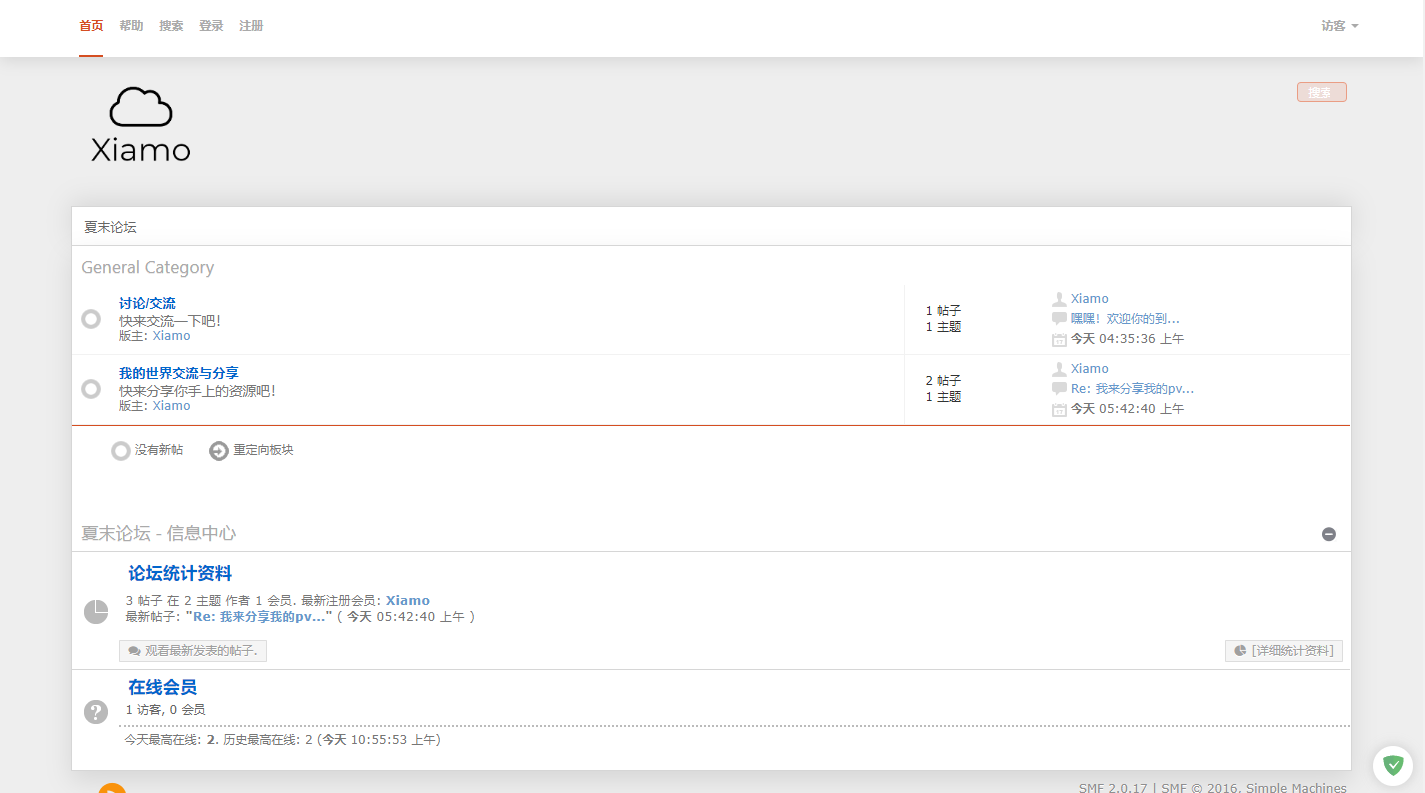 首页 帮助 搜索 登录 注册 访客
搜索
Xiamo
夏末论坛
General Category
讨论/交流
快来交流一下吧！
版主: Xiamo
1 帖子
1 主题
Xiamo
嘿嘿！欢迎你的到...
今天 04:35:36 上午
我的世界交流与分享
快来分享你手上的资源吧！
版主: Xiamo
2 帖子
1 主题
Xiamo
Re: 我来分享我的pv...
今天 05:42:40 上午
没有新帖 重定向板块
夏末论坛 - 信息中心
论坛统计资料
3 帖子 在 2 主题 作者 1 会员. 最新注册会员: Xiamo
最新帖子: "Re: 我来分享我的pv..." ( 今天 05:42:40 上午 )
观看最新发表的帖子. [详细统计资料]
在线会员
1 访客, 0 会员
今天最高在线: 2. 历史最高在线: 2 (今天 10:55:53 上午)
SMF 2.0.17 | SMF © 2016, Simple Machines